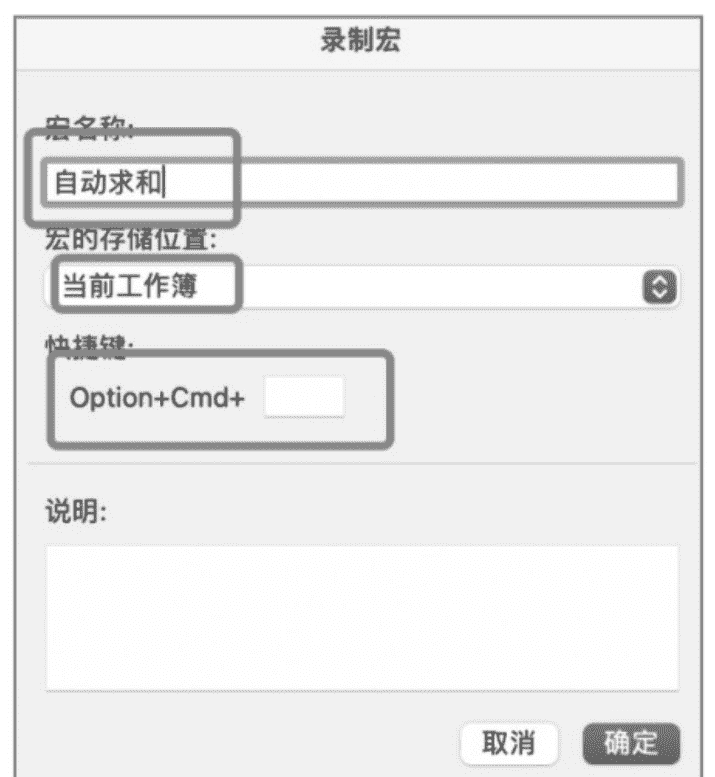 录制宏
宏名称:
自动求和
宏的存储位置:
当前工作簿
快捷键:
Option+Cmd+
说明:
取消 确定